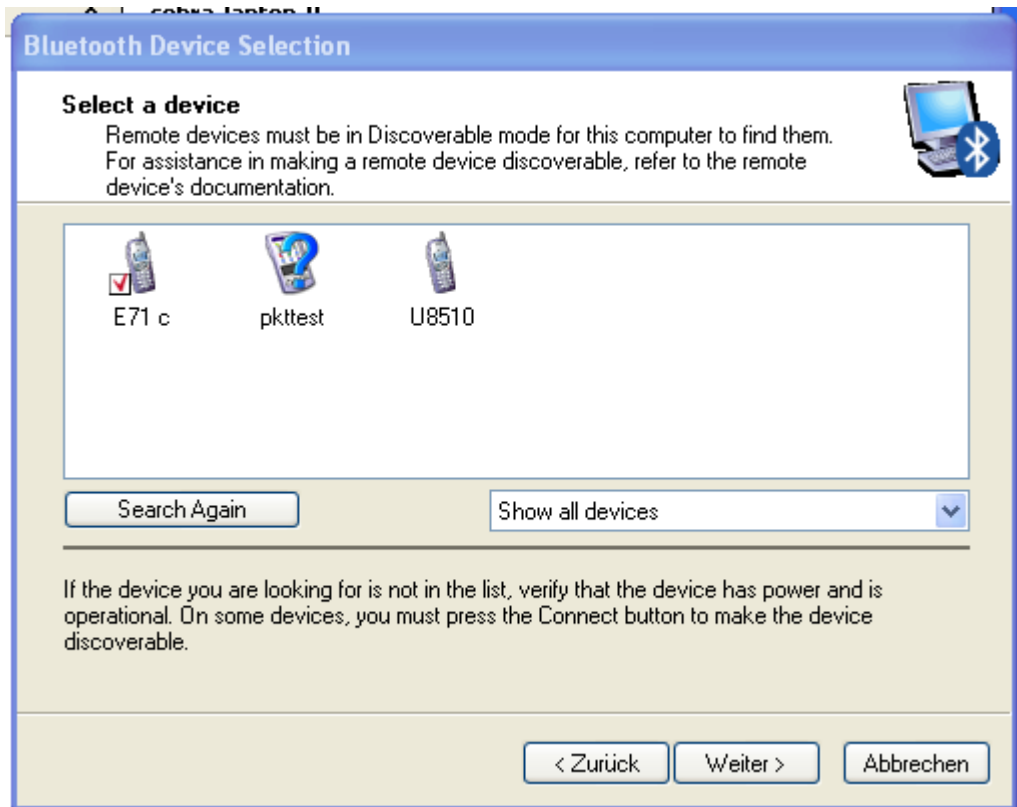 cobra-laptop-0
Bluetooth Device Selection
Select a device
Remote devices must be in Discoverable mode for this computer to find them.
For assistance in making a remote device discoverable, refer to the remote
device's documentation.
E71 c
pkttest
U8510
Search Again
Show all devices
If the device you are looking for is not in the list, verify that the device has power and is
operational. On some devices, you must press the Connect button to make the device
discoverable.
< Zurück
Weiter >
Abbrechen